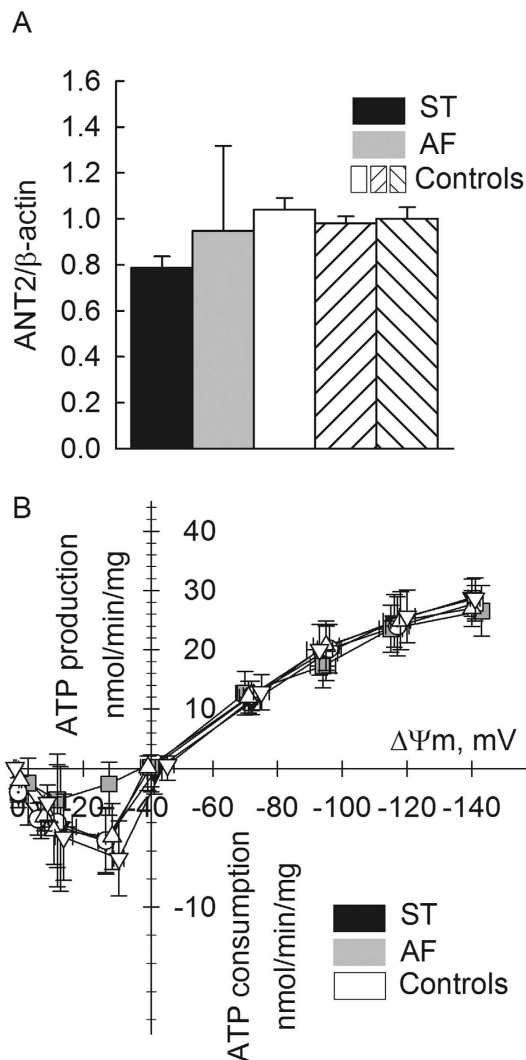 A
1.6
1.4
1.2
1.0
0.8
0.6
0.4
0.2
0.0
ANT2/β-actin
ST
AF
Controls
B
ATP production
nmol/min/mg
40
30
20
10
ΔΨm, mV
0 -20 -40 -60 -80 -100 -120 -140
-10
ATP consumption
nmol/min/mg
ST
AF
Controls